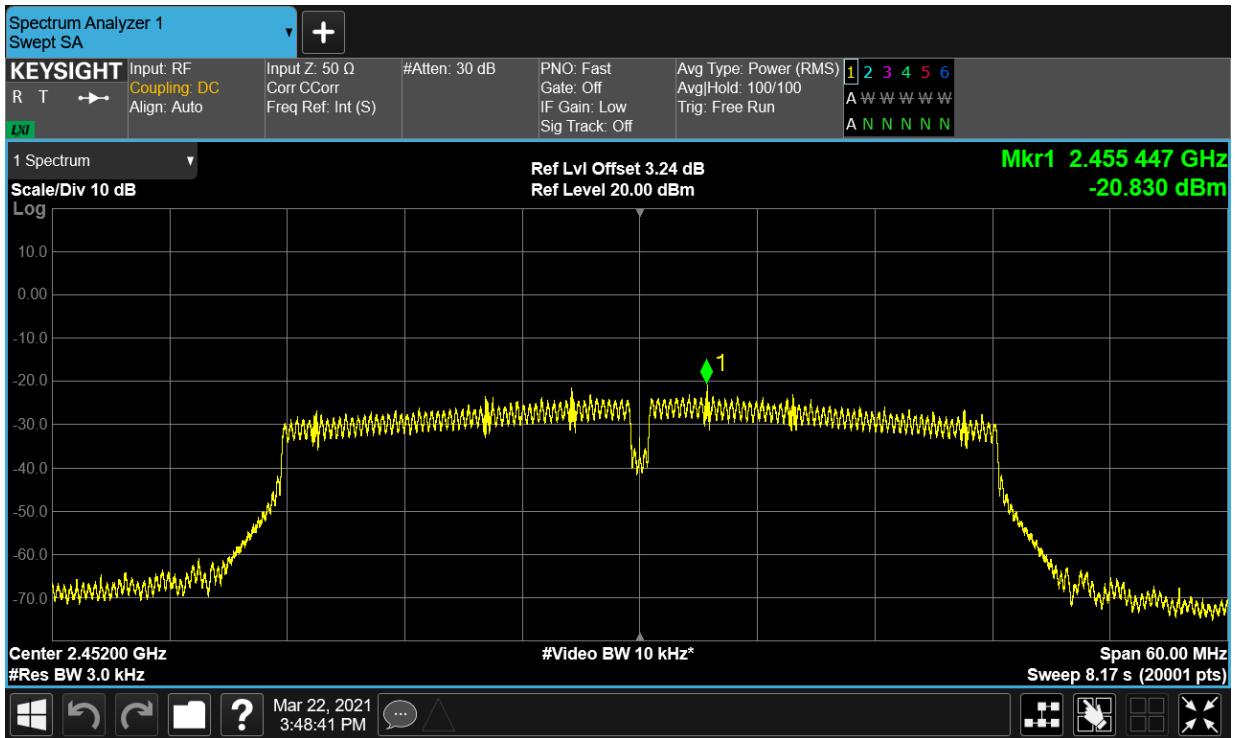 Spectrum Analyzer 1
Swept SA
KEYSIGHT
R T
LXI
Input: RF
Coupling: DC
Align: Auto
Input Z: 50 Ω
Corr CCorr
Freq Ref: Int (S)
#Atten: 30 dB
PNO: Fast
Gate: Off
IF Gain: Low
Sig Track: Off
Avg Type: Power (RMS)
Avg|Hold: 100/100
Trig: Free Run
1 2 3 4 5 6
A W W W W W
A N N N N N
1 Spectrum
Scale/Div 10 dB
Log
Ref Lvl Offset 3.24 dB
Ref Level 20.00 dBm
Mkr1 2.455 447 GHz
-20.830 dBm
10.0
0.00
-10.0
1
-20.0
-30.0
-40.0
-50.0
-60.0
-70.0
Center 2.45200 GHz
#Res BW 3.0 kHz
#Video BW 10 kHz*
Span 60.00 MHz
Sweep 8.17 s (20001 pts)
?
Mar 22, 2021
3:48:41 PM